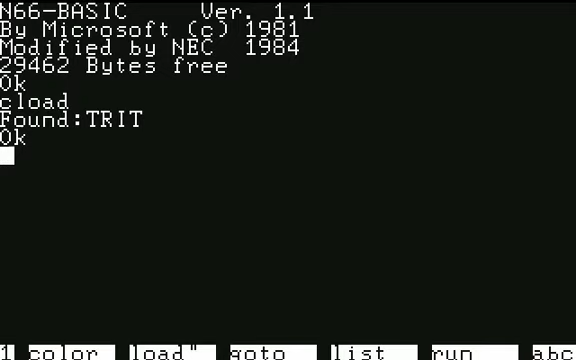 N66-BASIC Ver. 1.1
By Microsoft (c) 1981
Modified by NEC 1984
29462 Bytes free
Ok
cload
Found:TRIT
Ok
1 color load" goto list run abc